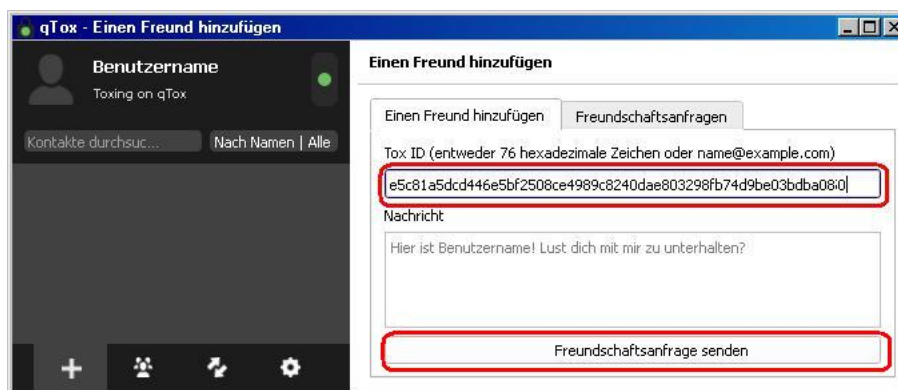 qTox - Einen Freund hinzufügen
Benutzername
Toxing on qTox
Kontakte durchsuc...
Nach Namen | Alle
Einen Freund hinzufügen
Einen Freund hinzufügen
Freundschaftsanfragen
Tox ID (entweder 76 hexadezimale Zeichen oder name@example.com)
Nachricht
Hier ist Benutzername! Lust dich mit mir zu unterhalten?
Freundschaftsanfrage senden